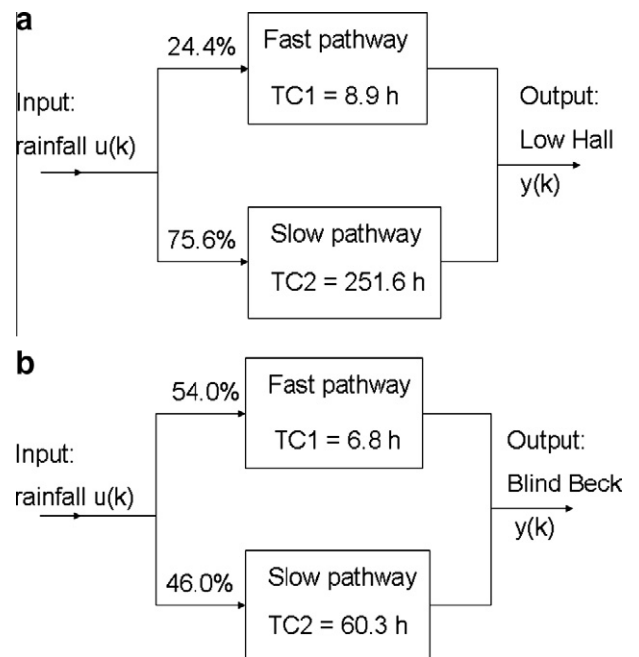 a
24.4%
Fast pathway
TC1 = 8.9 h
Input:
rainfall u(k)
Output:
Low Hall
y(k)
75.6%
Slow pathway
TC2 = 251.6 h
b
54.0%
Fast pathway
TC1 = 6.8 h
Input:
rainfall u(k)
Output:
Blind Beck
y(k)
46.0%
Slow pathway
TC2 = 60.3 h